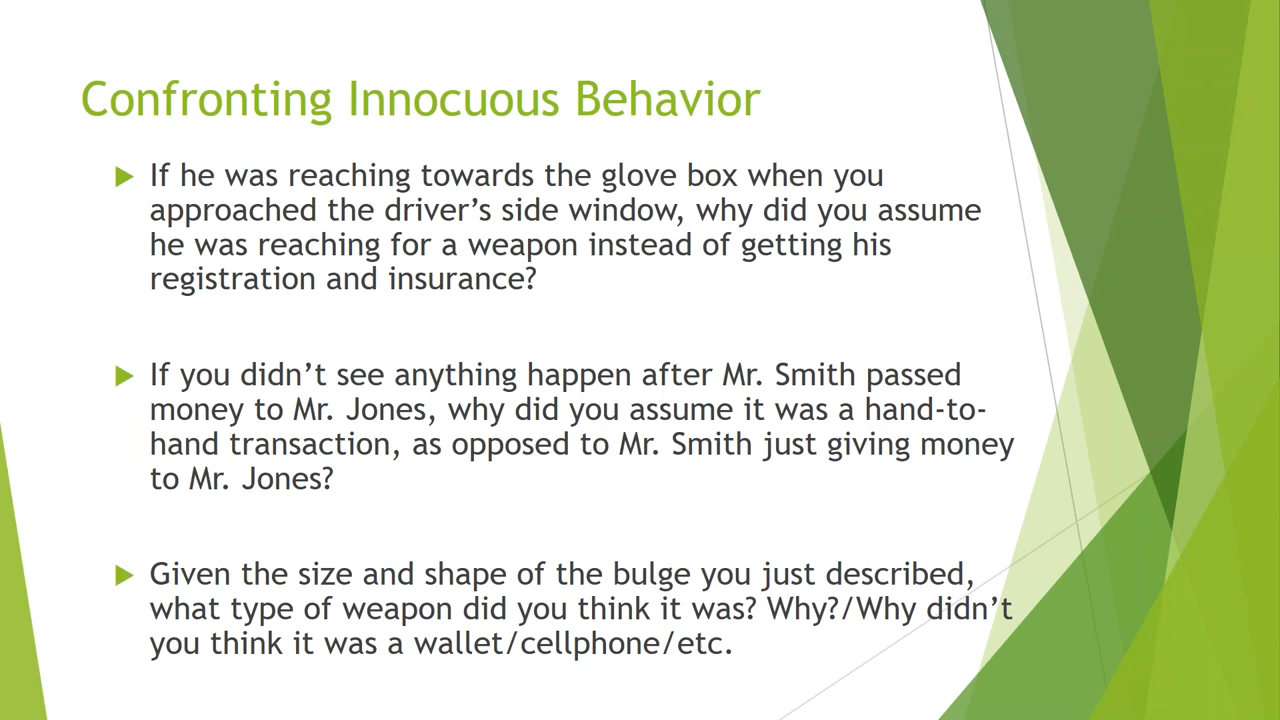 Confronting Innocuous Behavior
If he was reaching towards the glove box when you
approached the driver’s side window, why did you assume
he was reaching for a weapon instead of getting his
registration and insurance?
If you didn’t see anything happen after Mr. Smith passed
money to Mr. Jones, why did you assume it was a hand-to-
hand transaction, as opposed to Mr. Smith just giving money
to Mr. Jones?
Given the size and shape of the bulge you just described,
what type of weapon did you think it was? Why?/Why didn’t
you think it was a wallet/cellphone/etc.